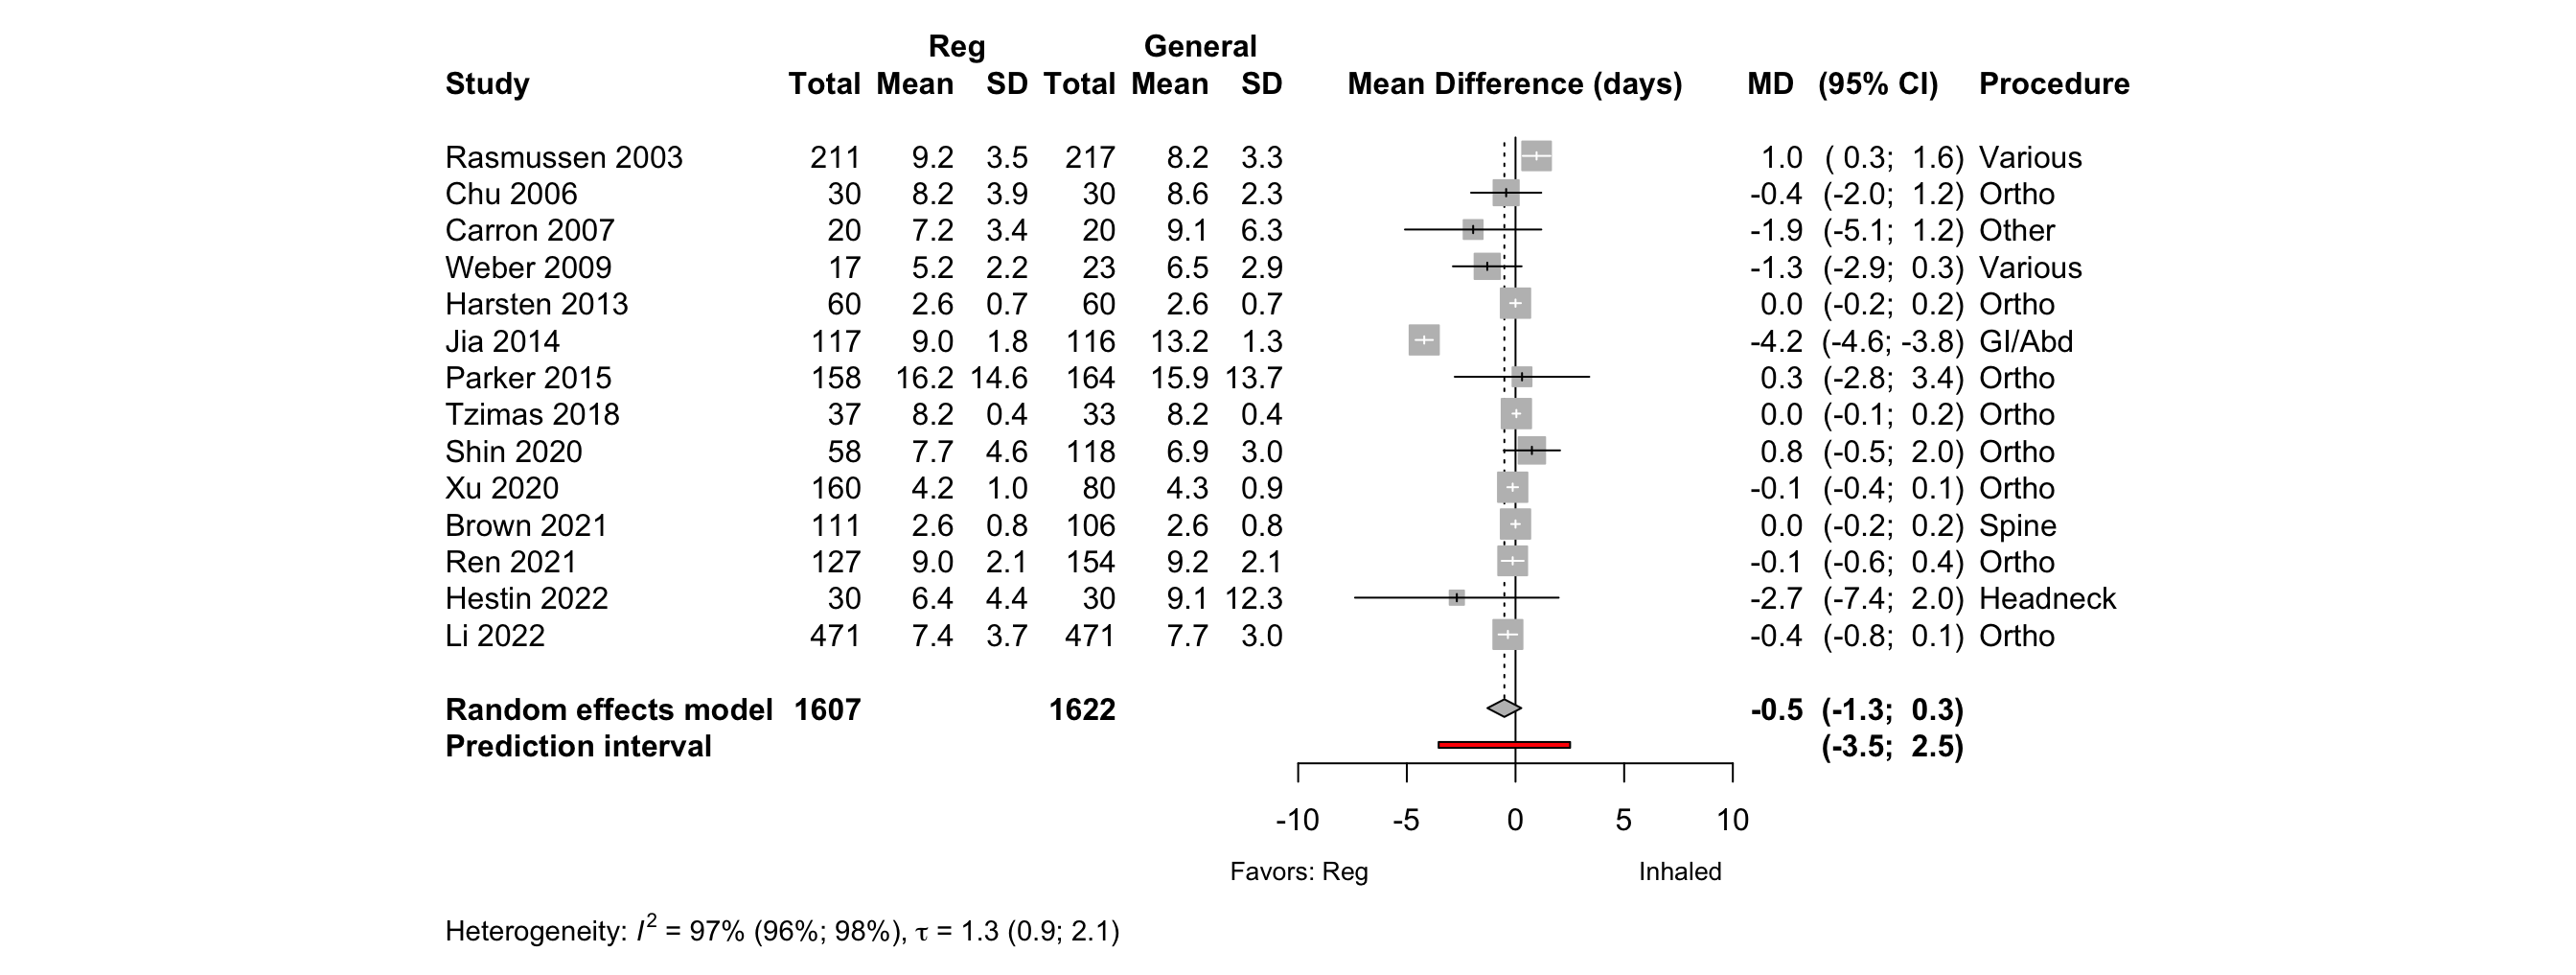 Reg General
Study Total Mean SD Total Mean SD Mean Difference (days) MD (95% CI) Procedure
Rasmussen 2003 211 9.2 3.5 217 8.2 3.3 1.0 ( 0.3; 1.6) Various
Chu 2006 30 8.2 3.9 30 8.6 2.3 -0.4 (-2.0; 1.2) Ortho
Carron 2007 20 7.2 3.4 20 9.1 6.3 -1.9 (-5.1; 1.2) Other
Weber 2009 17 5.2 2.2 23 6.5 2.9 -1.3 (-2.9; 0.3) Various
Harsten 2013 60 2.6 0.7 60 2.6 0.7 0.0 (-0.2; 0.2) Ortho
Jia 2014 117 9.0 1.8 116 13.2 1.3 -4.2 (-4.6; -3.8) GI/Abd
Parker 2015 158 16.2 14.6 164 15.9 13.7 0.3 (-2.8; 3.4) Ortho
Tzimas 2018 37 8.2 0.4 33 8.2 0.4 0.0 (-0.1; 0.2) Ortho
Shin 2020 58 7.7 4.6 118 6.9 3.0 0.8 (-0.5; 2.0) Ortho
Xu 2020 160 4.2 1.0 80 4.3 0.9 -0.1 (-0.4; 0.1) Ortho
Brown 2021 111 2.6 0.8 106 2.6 0.8 0.0 (-0.2; 0.2) Spine
Ren 2021 127 9.0 2.1 154 9.2 2.1 -0.1 (-0.6; 0.4) Ortho
Hestin 2022 30 6.4 4.4 30 9.1 12.3 -2.7 (-7.4; 2.0) Headneck
Li 2022 471 7.4 3.7 471 7.7 3.0 -0.4 (-0.8; 0.1) Ortho
Random effects model 1607 1622 -0.5 (-1.3; 0.3)
Prediction interval (-3.5; 2.5)
-10 -5 0 5 10
Favors: Reg Inhaled
Heterogeneity: I² = 97% (96%; 98%), τ = 1.3 (0.9; 2.1)